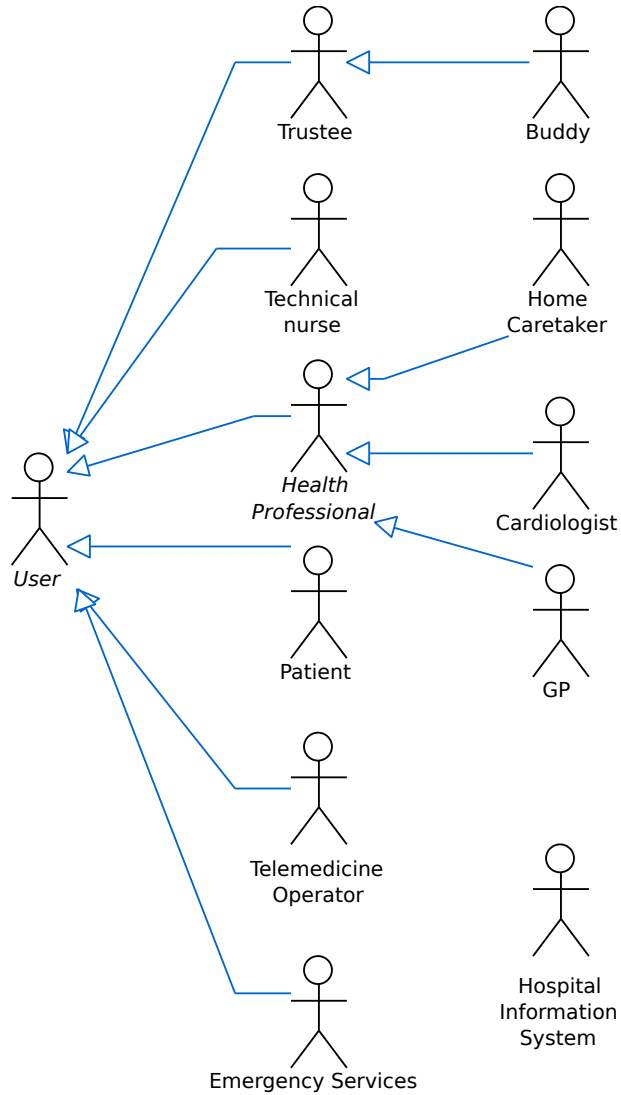 Trustee
Buddy
Technical
nurse
Home
Caretaker
Health
Professional
Cardiologist
User
Patient
GP
Telemedicine
Operator
Hospital
Information
System
Emergency Services